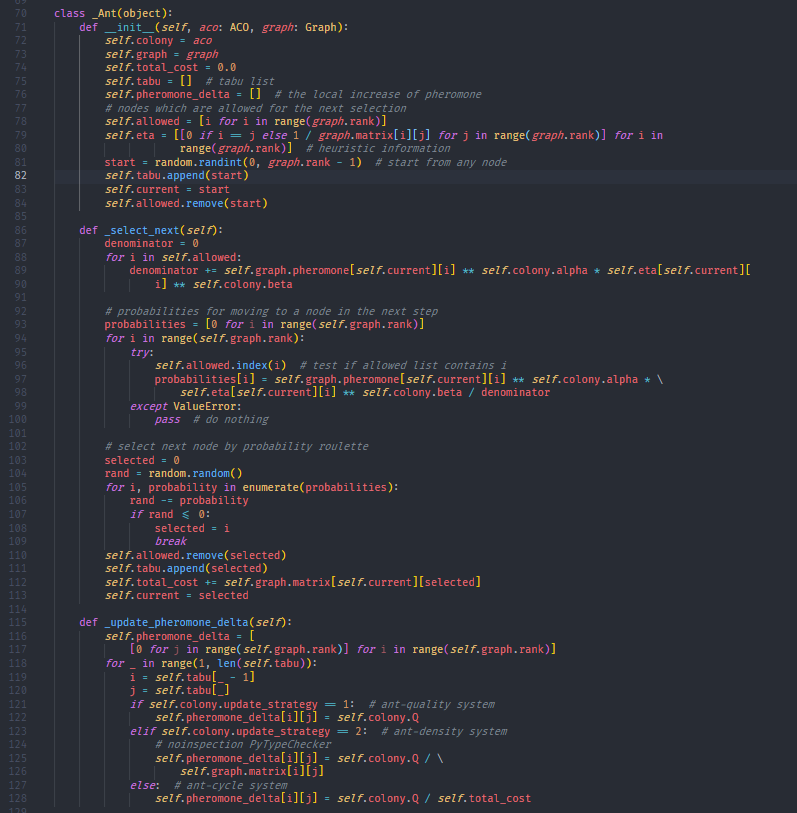 70 class _Ant(object):
71     def __init__(self, aco: ACO, graph: Graph):
72         self.colony = aco
73         self.graph = graph
74         self.total_cost = 0.0
75         self.tabu = []  # tabu list
76         self.pheromone_delta = []  # the local increase of pheromone
77         # nodes which are allowed for the next selection
78         self.allowed = [i for i in range(graph.rank)]
79         self.eta = [[0 if i == j else 1 / graph.matrix[i][j] for j in range(graph.rank)] for i in
80                     range(graph.rank)]  # heuristic information
81         start = random.randint(0, graph.rank - 1)  # start from any node
82         self.tabu.append(start)
83         self.current = start
84         self.allowed.remove(start)
85
86     def _select_next(self):
87         denominator = 0
88         for i in self.allowed:
89             denominator += self.graph.pheromone[self.current][i] ** self.colony.alpha * self.eta[self.current][
90                 i] ** self.colony.beta
91
92         # probabilities for moving to a node in the next step
93         probabilities = [0 for i in range(self.graph.rank)]
94         for i in range(self.graph.rank):
95             try:
96                 self.allowed.index(i)  # test if allowed list contains i
97                 probabilities[i] = self.graph.pheromone[self.current][i] ** self.colony.alpha * \
98                     self.eta[self.current][i] ** self.colony.beta / denominator
99             except ValueError:
100                 pass  # do nothing
101
102         # select next node by probability roulette
103         selected = 0
104         rand = random.random()
105         for i, probability in enumerate(probabilities):
106             rand -= probability
107             if rand <= 0:
108                 selected = i
109                 break
110         self.allowed.remove(selected)
111         self.tabu.append(selected)
112         self.total_cost += self.graph.matrix[self.current][selected]
113         self.current = selected
114
115     def _update_pheromone_delta(self):
116         self.pheromone_delta = [
117             [0 for j in range(self.graph.rank)] for i in range(self.graph.rank)]
118         for _ in range(1, len(self.tabu)):
119             i = self.tabu[_ - 1]
120             j = self.tabu[_]
121             if self.colony.update_strategy == 1:  # ant-quality system
122                 self.pheromone_delta[i][j] = self.colony.Q
123             elif self.colony.update_strategy == 2:  # ant-density system
124                 # noinspection PyTypeChecker
125                 self.pheromone_delta[i][j] = self.colony.Q / \
126                     self.graph.matrix[i][j]
127             else:  # ant-cycle system
128                 self.pheromone_delta[i][j] = self.colony.Q / self.total_cost